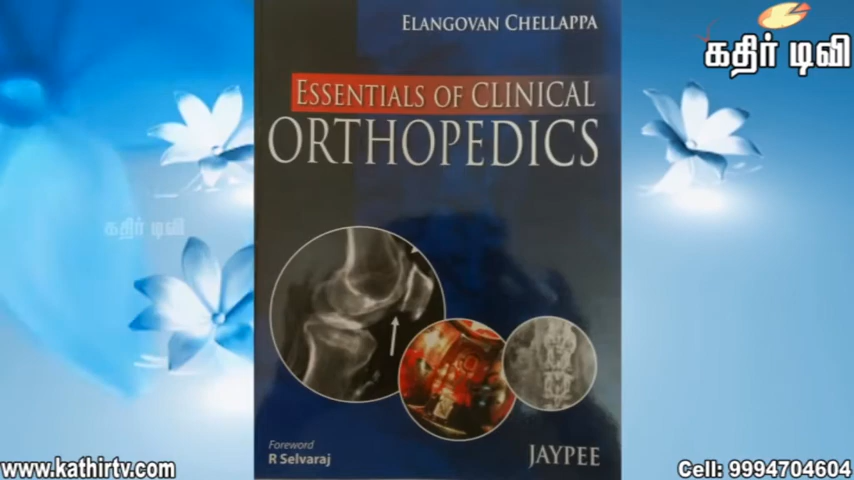 ELANGOVAN CHELLAPPA
கதிர் டிவி
ESSENTIALS OF CLINICAL
ORTHOPEDICS
கதிர் டிவி
Foreword
R Selvaraj
JAYPEE
www.kathirtv.com
Cell: 9994704604